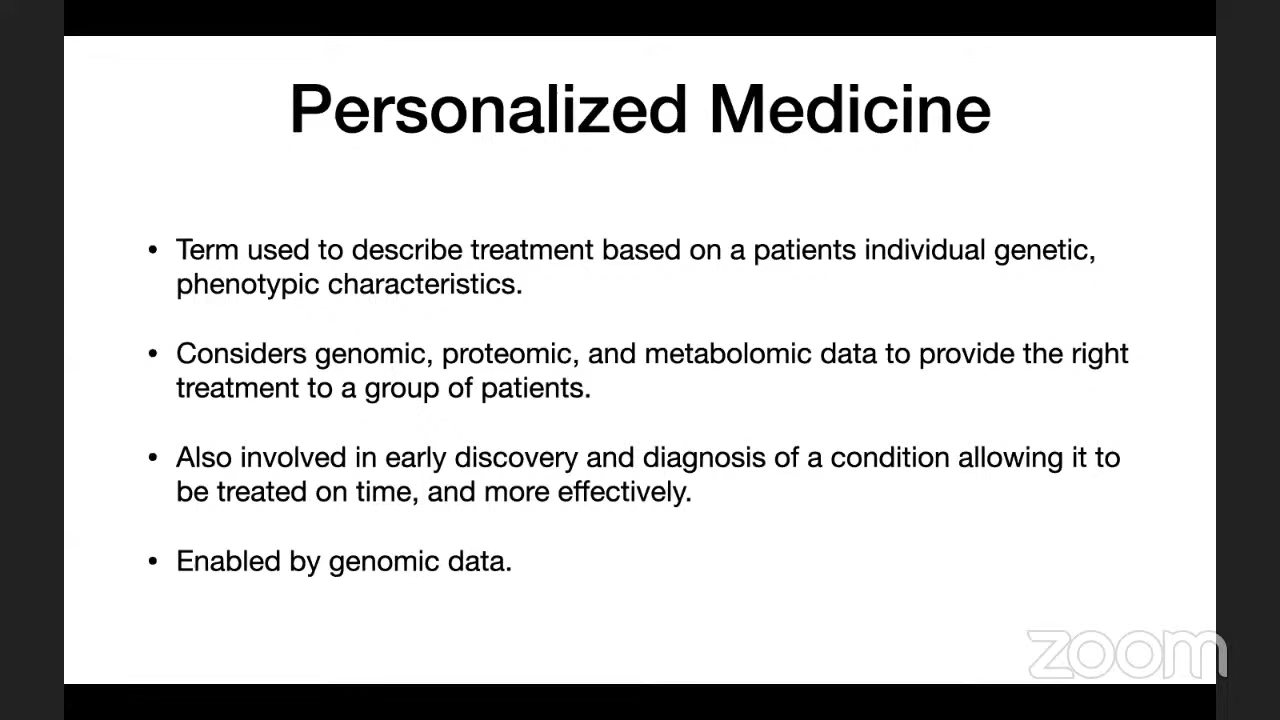 Personalized Medicine
• Term used to describe treatment based on a patients individual genetic,
phenotypic characteristics.
• Considers genomic, proteomic, and metabolomic data to provide the right
treatment to a group of patients.
• Also involved in early discovery and diagnosis of a condition allowing it to
be treated on time, and more effectively.
• Enabled by genomic data.
zoom